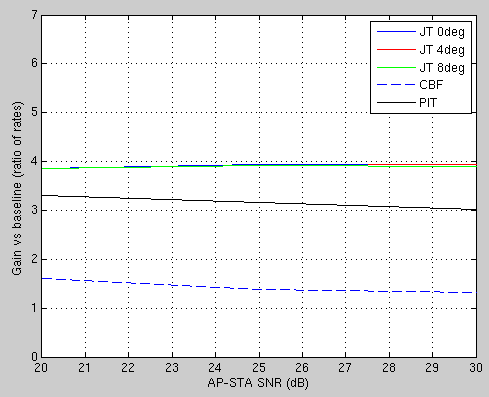 7
6
5
4
3
2
1
0
Gain vs baseline (ratio of rates)
JT 0deg
JT 4deg
JT 8deg
CBF
PIT
20 21 22 23 24 25 26 27 28 29 30
AP-STA SNR (dB)